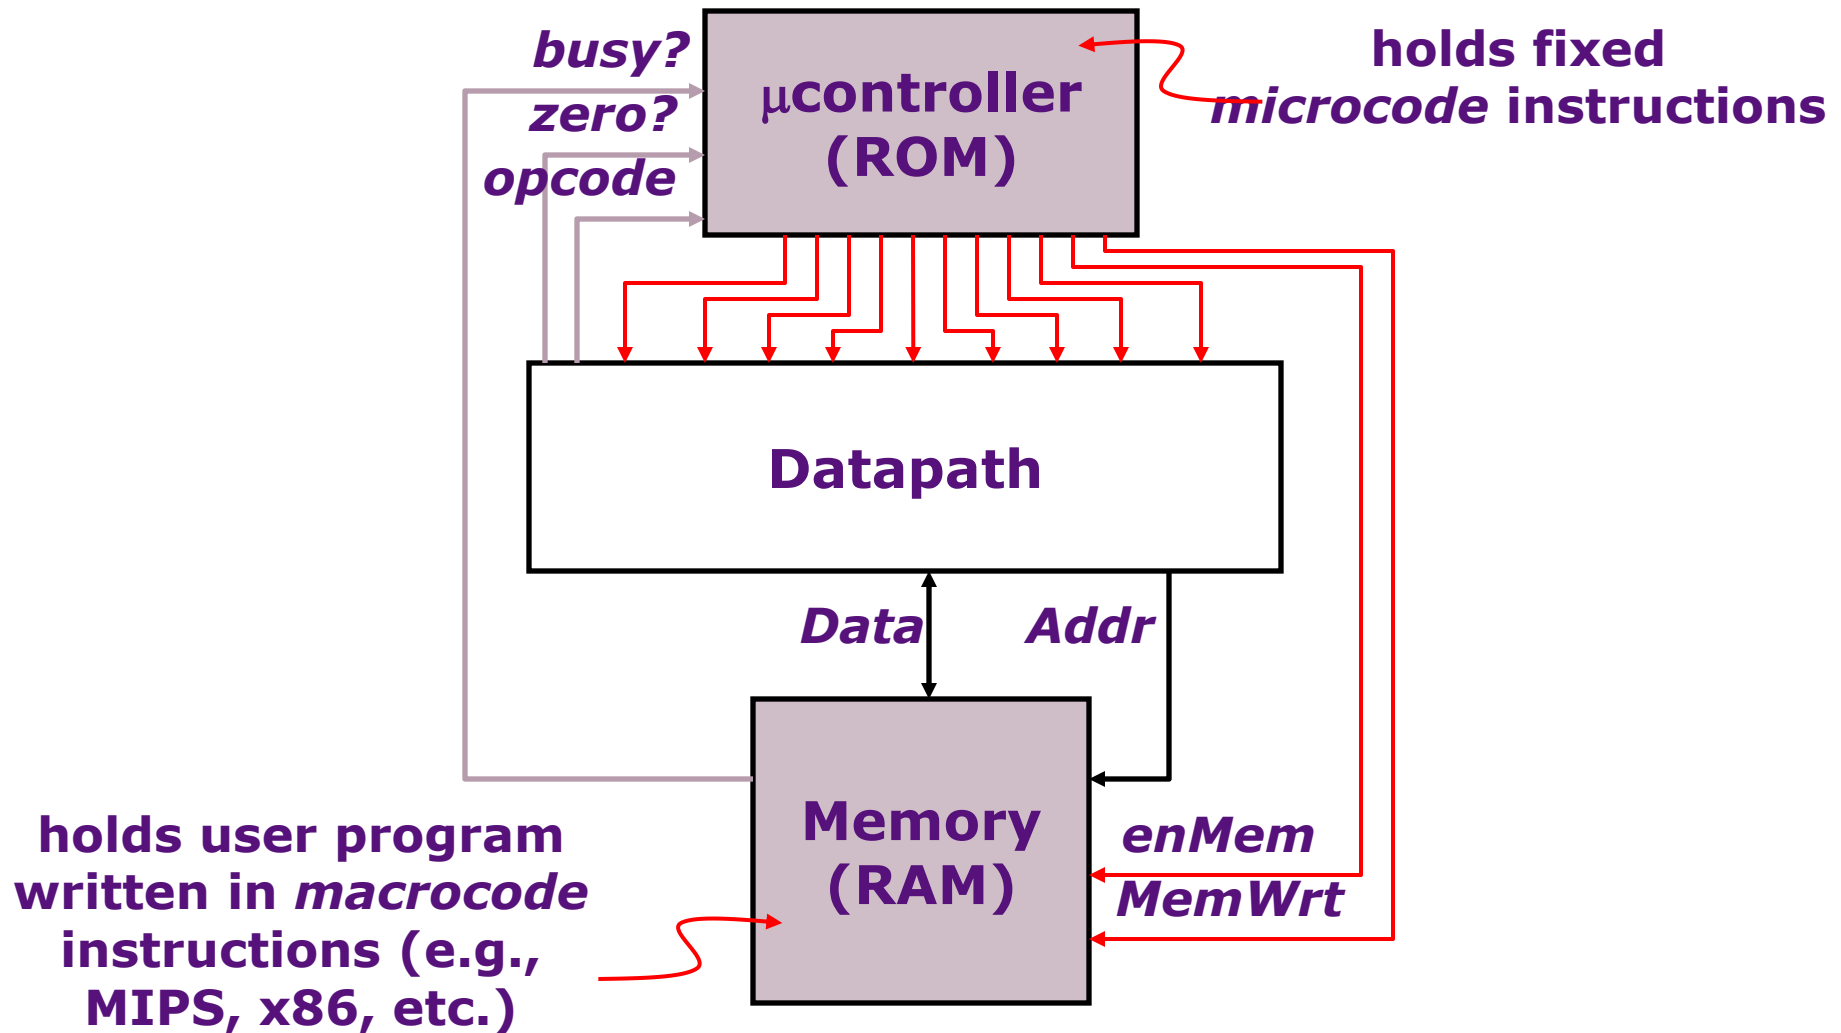 busy?
zero?
opcode
μcontroller
(ROM)
holds fixed
microcode instructions
Datapath
Data
Addr
Memory
(RAM)
enMem
MemWrt
holds user program
written in macrocode
instructions (e.g.,
MIPS, x86, etc.)